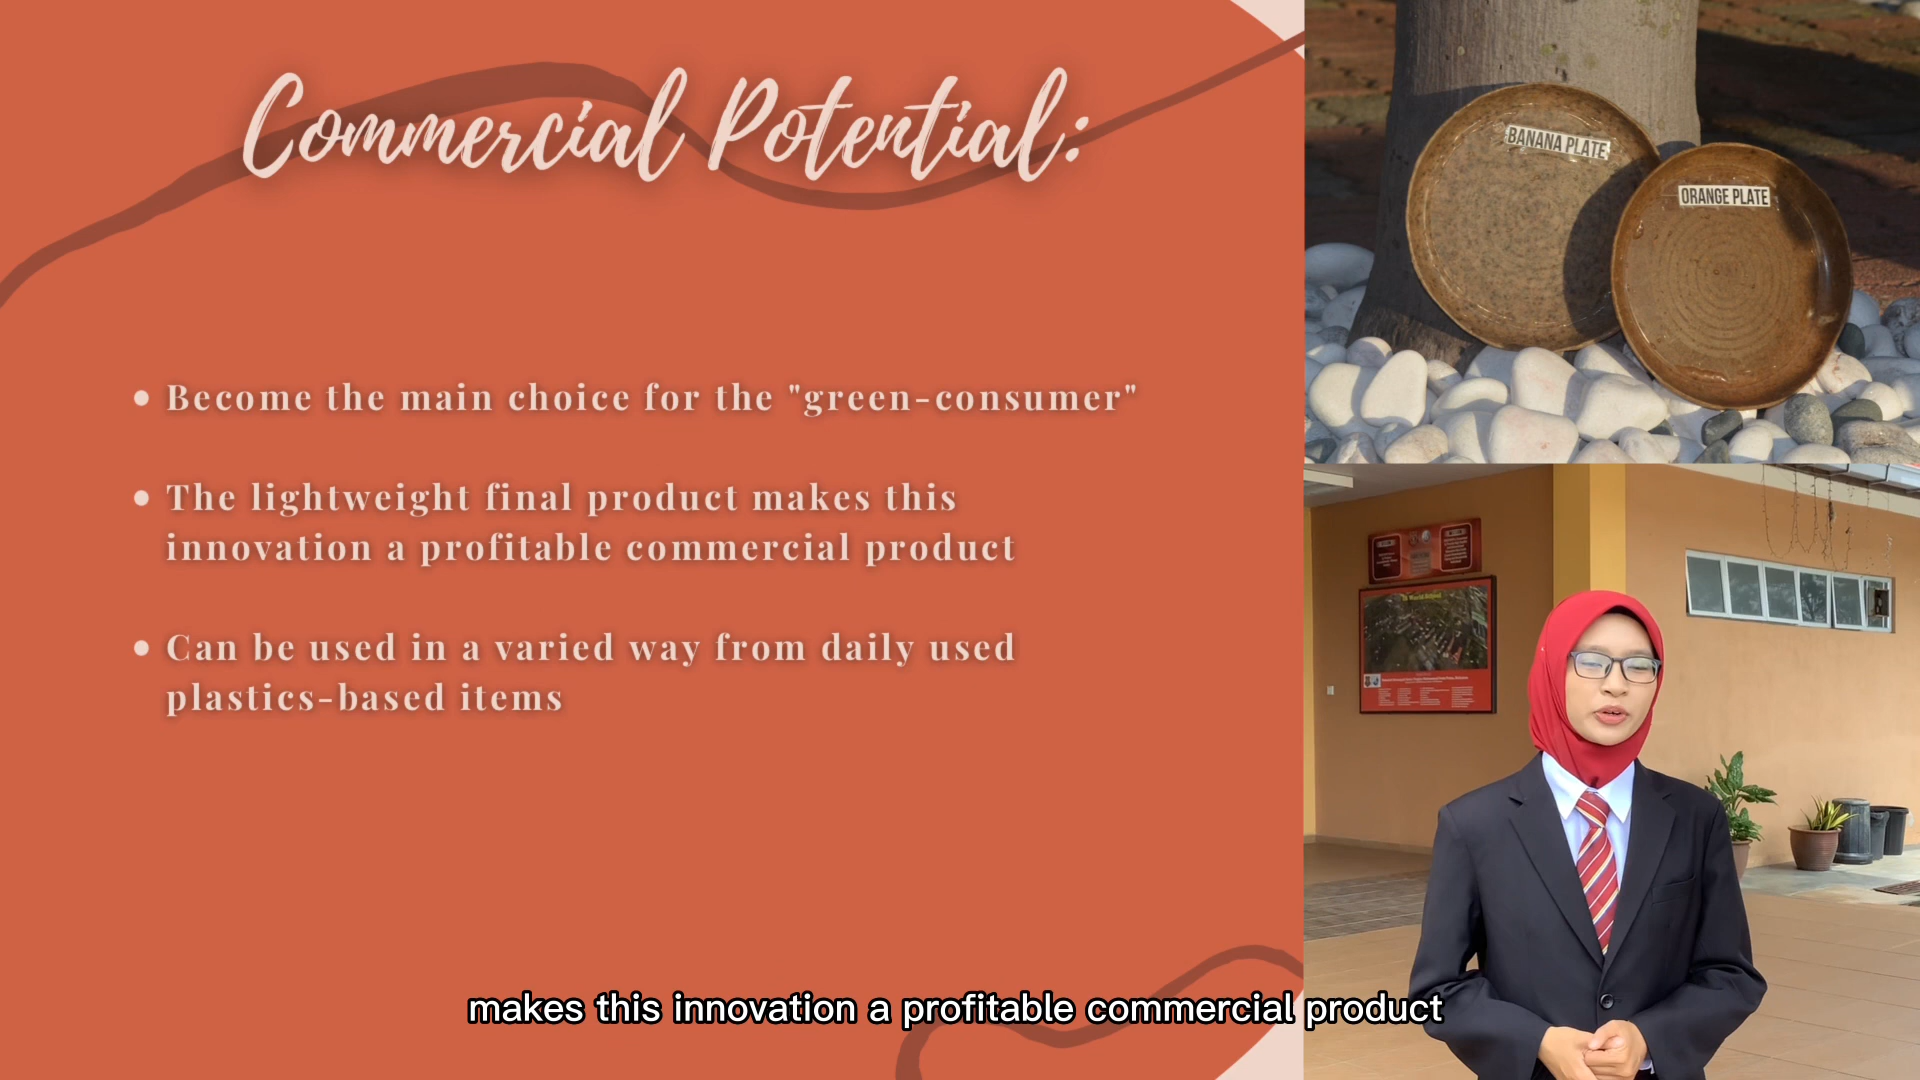 Commercial Potential:
BANANA PLATE
ORANGE PLATE
• Become the main choice for the "green-consumer"
• The lightweight final product makes this
innovation a profitable commercial product
• Can be used in a varied way from daily used
plastics-based items
makes this innovation a profitable commercial product